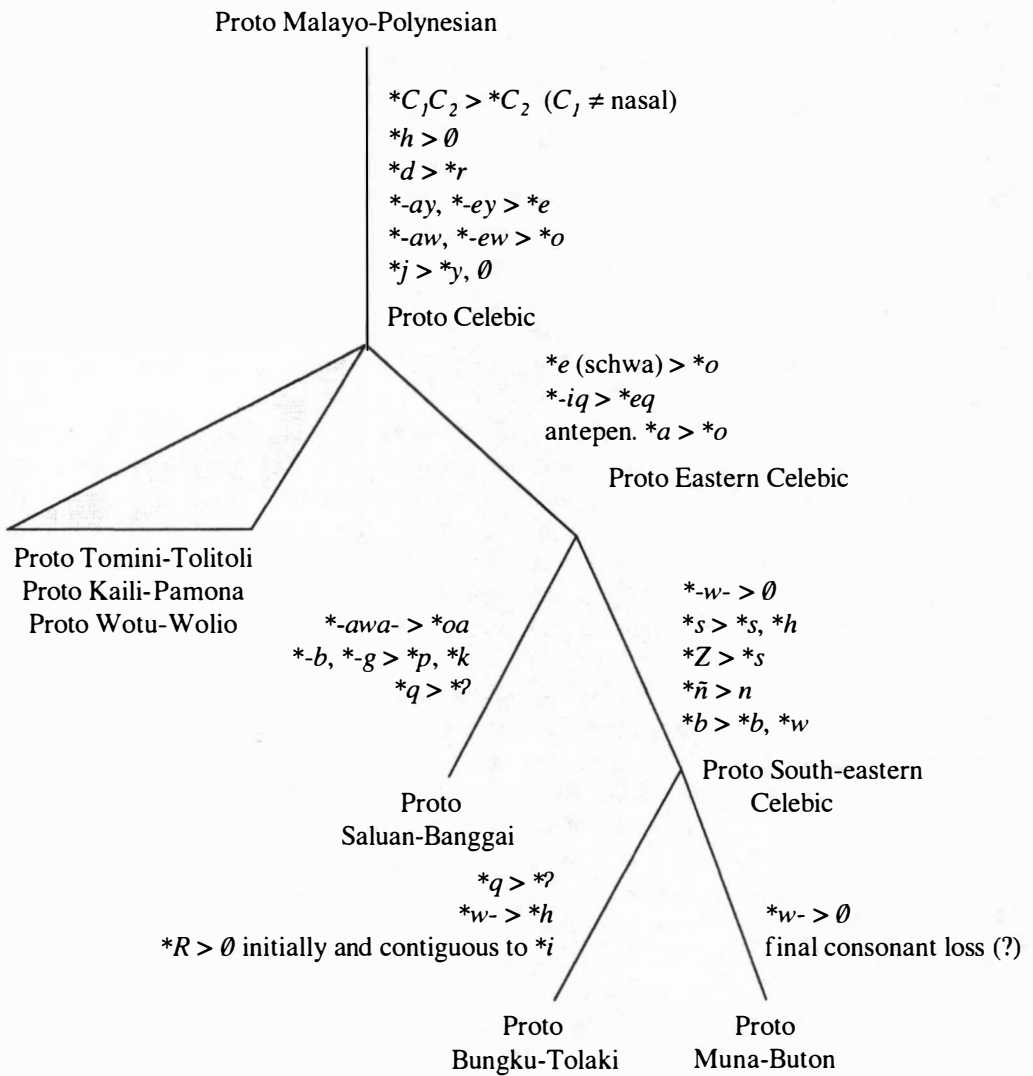 Proto Malayo-Polynesian
*C₁C₂ > *C₂ (C₁ ≠ nasal)
*h > Ø
*d > *r
*-ay, *-ey > *e
*-aw, *-ew > *o
*j > *y, Ø
Proto Celebic
*e (schwa) > *o
*-iq > *eq
antepen. *a > *o
Proto Eastern Celebic
Proto Tomini-Tolitoli
Proto Kaili-Pamona
Proto Wotu-Wolio
*-awa- > *oa
*-b, *-g > *p, *k
*q > *?
*-w- > Ø
*s > *s, *h
*Z > *s
*ñ > n
*b > *b, *w
Proto
Saluan-Banggai
Proto South-eastern
Celebic
*q > *?
*w- > *h
*R > Ø initially and contiguous to *i
*w- > Ø
final consonant loss (?)
Proto
Bungku-Tolaki
Proto
Muna-Buton